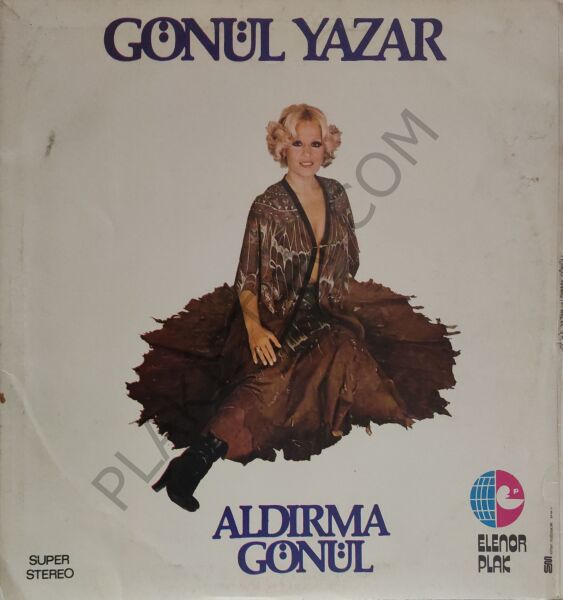 GÖNÜL YAZAR
ALDIRMA
GÖNÜL
SUPER
STEREO
ELENOR
PLAK